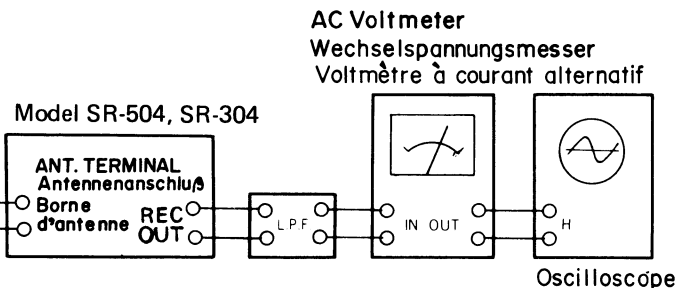 AC Voltmeter
Wechselspannungsmesser
Voltmètre à courant alternatif
Model SR-504, SR-304
ANT. TERMINAL
Antennenanschluß
Borne
d'antenne
REC
OUT
L.P.F
IN OUT
H
Oscilloscope